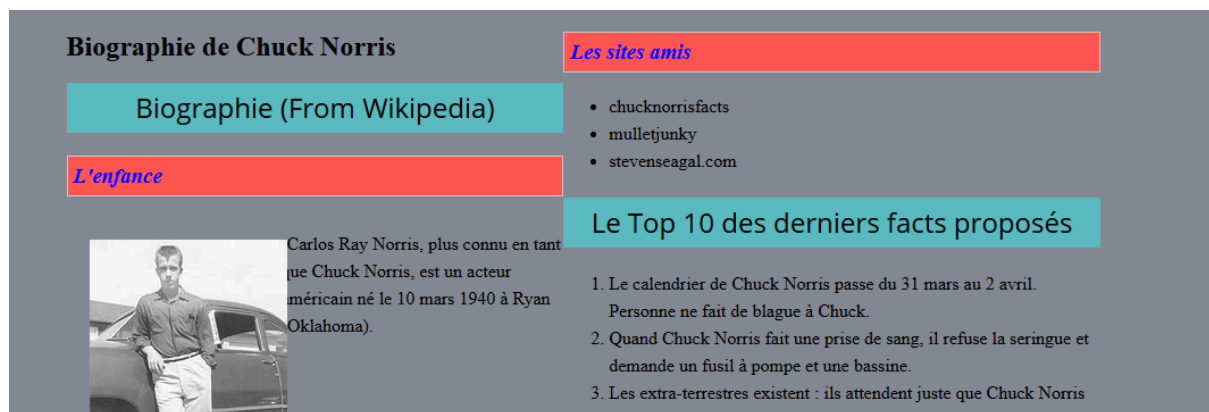 Biographie de Chuck Norris
Biographie (From Wikipedia)
L'enfance
Carlos Ray Norris, plus connu en tant
que Chuck Norris, est un acteur
américain né le 10 mars 1940 à Ryan
Oklahoma).
Les sites amis
• chucknorrisfacts
• mulletjunky
• stevenseagal.com
Le Top 10 des derniers facts proposés
1. Le calendrier de Chuck Norris passe du 31 mars au 2 avril.
Personne ne fait de blague à Chuck.
2. Quand Chuck Norris fait une prise de sang, il refuse la seringue et
demande un fusil à pompe et une bassine.
3. Les extra-terrestres existent : ils attendent juste que Chuck Norris